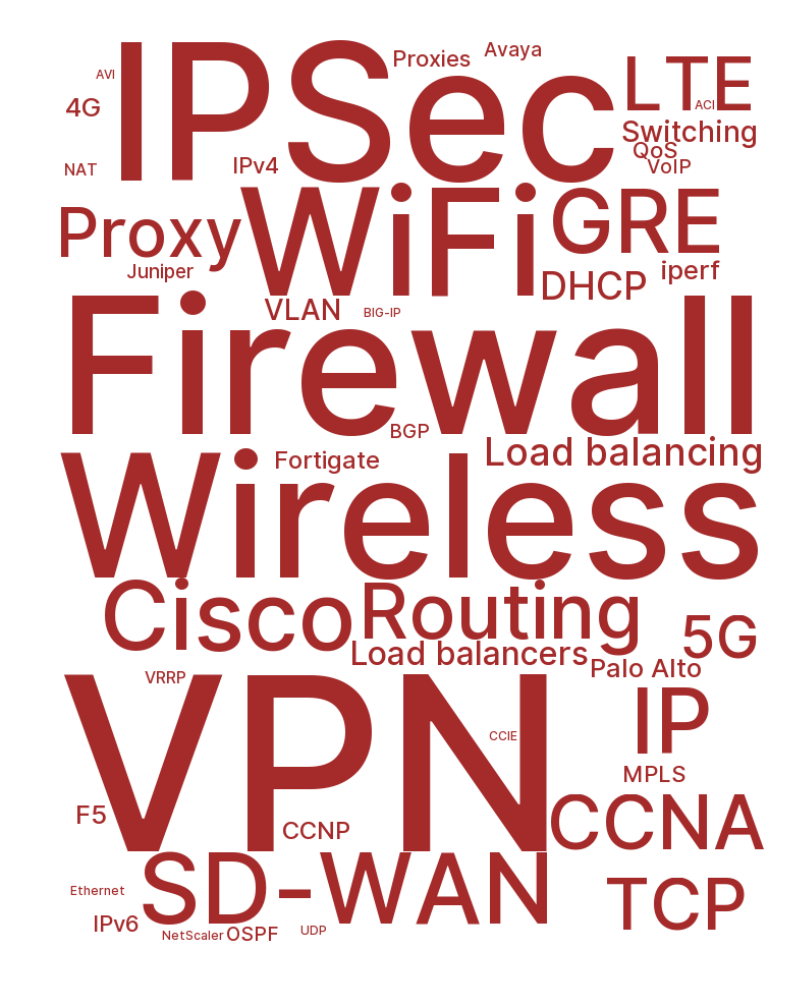 IPSec
Proxies
Avaya
LTE
AVI
ACI
4G
Switching
QoS
VoIP
NAT
IPv4
WiFi
GRE
Proxy
Juniper
iperf
DHCP
VLAN
BIG-IP
Firewall
BGP
Load balancing
Fortigate
Wireless
Cisco
Routing
5G
Load balancers
Palo Alto
VRRP
VPN
IP
CCIE
MPLS
F5
CCNP
CCNA
SD-WAN
TCP
Ethernet
IPv6
NetScaler
OSPF
UDP